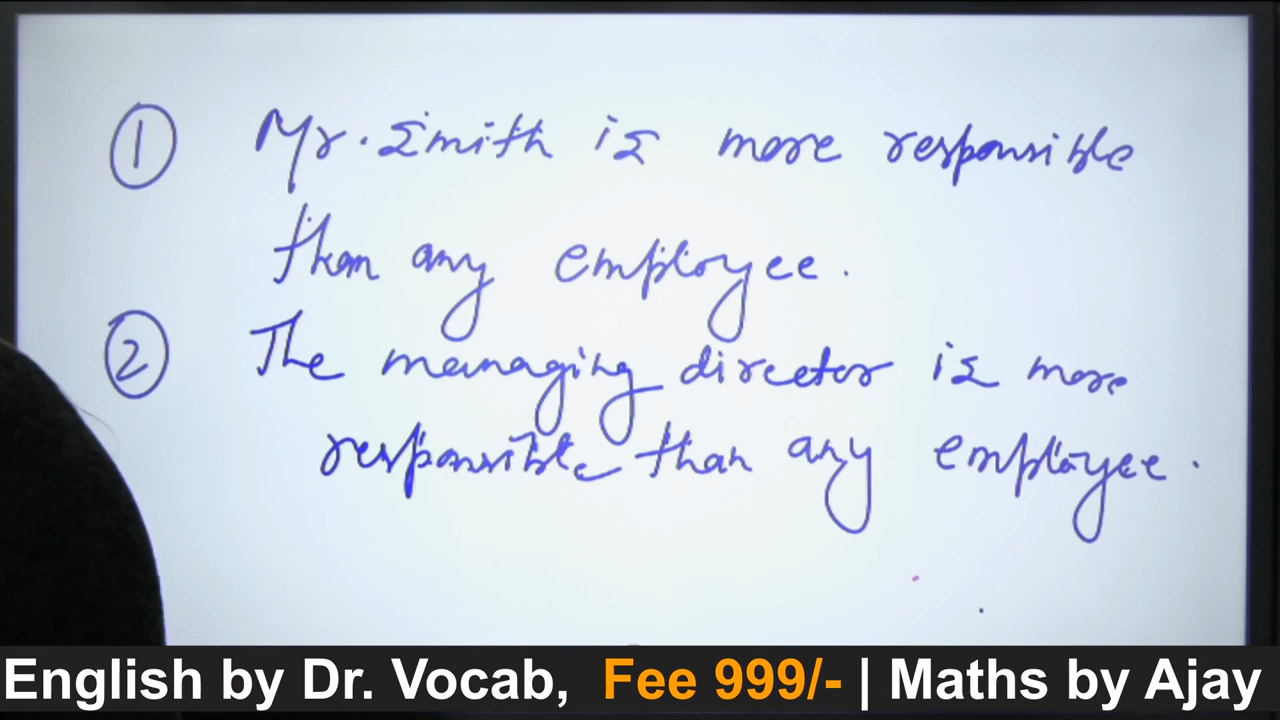 1 Mr. Smith is more responsible
than any employee.
2 The managing director is more
responsible than any employee.
English by Dr. Vocab, Fee 999/- | Maths by Ajay